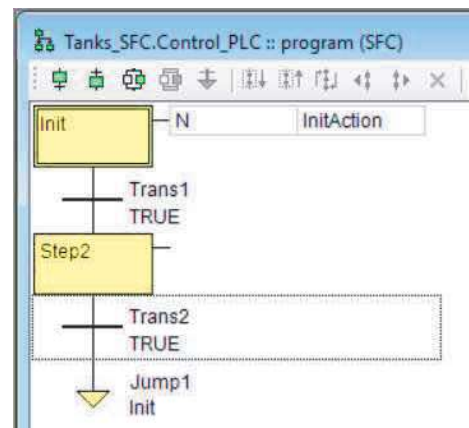 Tanks_SFC.Control_PLC :: program (SFC)
Init
N InitAction
Trans1
TRUE
Step2
Trans2
TRUE
Jump1
Init